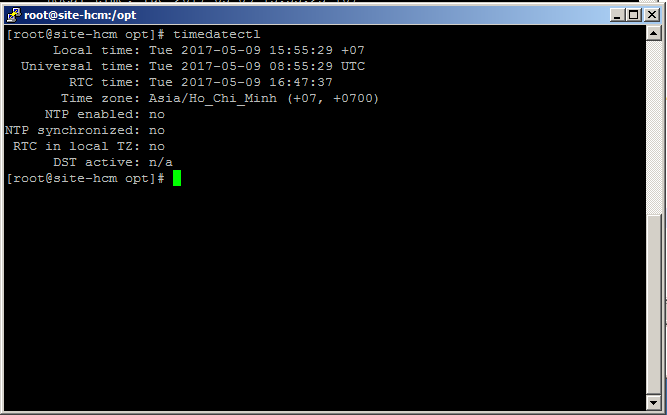 root@site-hcm:/opt
[root@site-hcm opt]# timedatectl
Local time: Tue 2017-05-09 15:55:29 +07
Universal time: Tue 2017-05-09 08:55:29 UTC
RTC time: Tue 2017-05-09 16:47:37
Time zone: Asia/Ho_Chi_Minh (+07, +0700)
NTP enabled: no
NTP synchronized: no
RTC in local TZ: no
DST active: n/a
[root@site-hcm opt]#